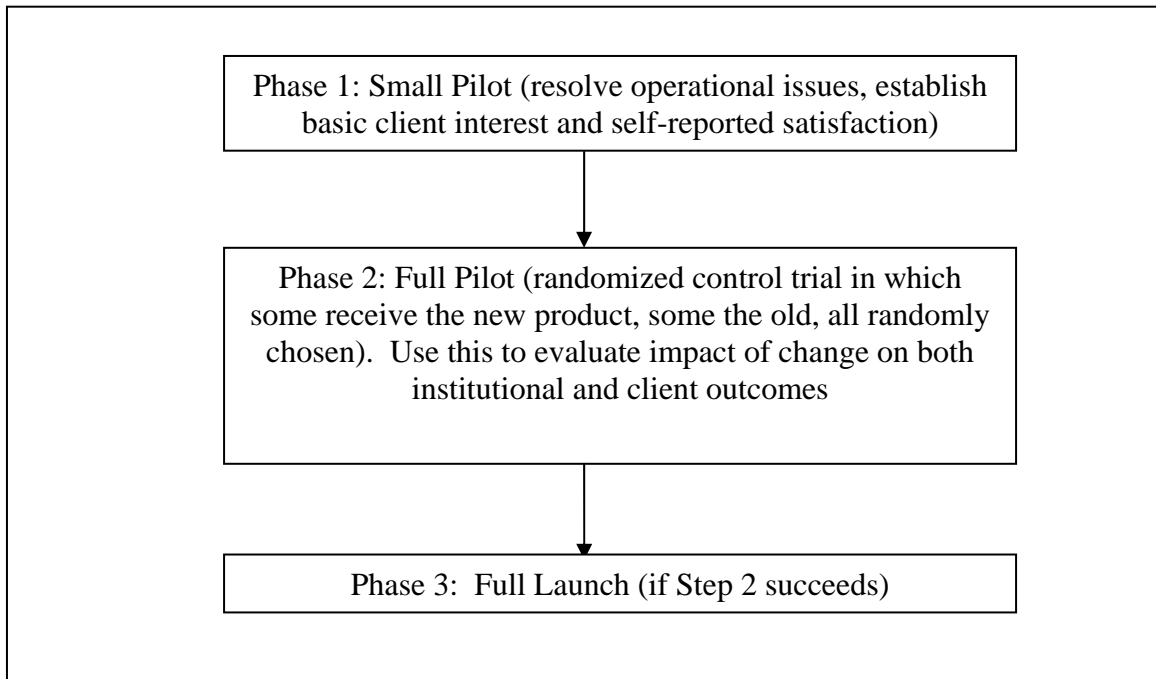 Phase 1: Small Pilot (resolve operational issues, establish
basic client interest and self-reported satisfaction)
Phase 2: Full Pilot (randomized control trial in which
some receive the new product, some the old, all randomly
chosen).  Use this to evaluate impact of change on both
institutional and client outcomes
Phase 3:  Full Launch (if Step 2 succeeds)